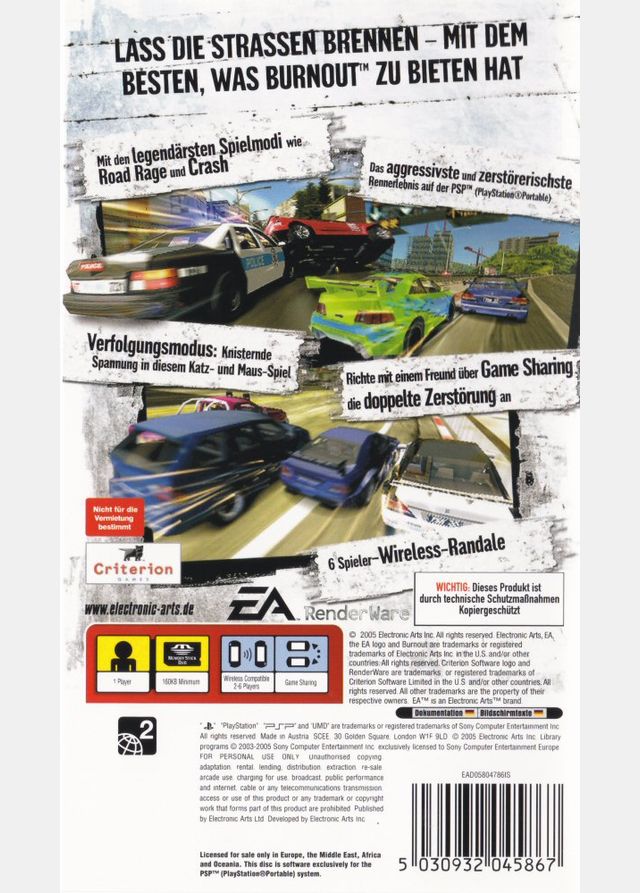 LASS DIE STRASSEN BRENNEN – MIT DEM
BESTEN, WAS BURNOUT™ ZU BIETEN HAT
Mit den legendärsten Spielmodi wie
Road Rage und Crash
Das aggressivste und zerstörerischste
Rennerlebnis auf der PSP™ (PlayStation®Portable)
POLICE
POLICE
Verfolgungsmodus: Knisternde
Spannung in diesem Katz- und Maus-Spiel
Richte mit einem Freund über Game Sharing
die doppelte Zerstörung an
6 Spieler-Wireless-Randale
Nicht für die
Vermietung
bestimmt
Criterion
GAMES
www.electronic-arts.de
EA
RenderWare
WICHTIG: Dieses Produkt ist
durch technische Schutzmaßnahmen
Kopiergeschützt
1 Player
MEMORY STICK
DUO
160KB Minimum
Wireless Compatible
2-6 Players
Game Sharing
© 2005 Electronic Arts Inc. All rights reserved. Electronic Arts, EA,
the EA logo and Burnout are trademarks or registered
trademarks of Electronic Arts Inc. in the U.S. and/or other
countries. All rights reserved. Criterion Software logo and
RenderWare are trademarks or registered trademarks of
Criterion Software Limited in the U.S. and/or other countries. All
rights reserved. All other trademarks are the property of their
respective owners. EA™ is an Electronic Arts™ brand.
Dokumentation Bildschirmtexte
2
"PlayStation" "PSP" and "UMD" are trademarks or registered trademarks of Sony Computer Entertainment Inc.
All rights reserved. Made in Austria SCEE. 30 Golden Square. London W1F 9LD © 2005 Electronic Arts Inc. Library
programs © 2003-2005 Sony Computer Entertainment Inc exclusively licensed to Sony Computer Entertainment Europe
FOR PERSONAL USE ONLY Unauthorised copying
adaptation rental lending, distribution extraction re-sale
arcade use. charging for use. broadcast. public performance
and internet. cable or any telecommunications transmission
access or use of this product or any trademark or copyright
work that forms part of this product are prohibited Published
by Electronic Arts Ltd Developed by Electronic Arts Inc
EAD05804786IS
Licensed for sale only in Europe, the Middle East, Africa
and Oceania. This disc is software exclusively for the
PSP™ (PlayStation®Portable) system.
5 030932 045867